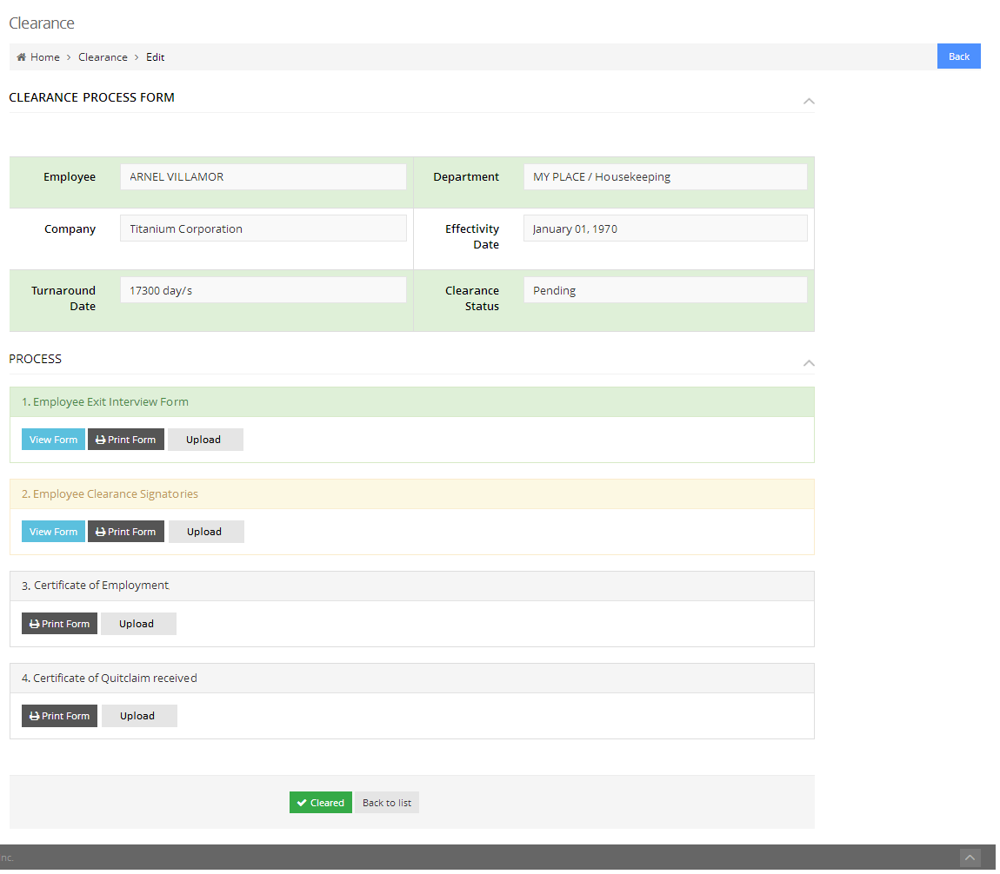 Clearance
Home > Clearance > Edit
Back
CLEARANCE PROCESS FORM
Employee ARNEL VILLAMOR Department MY PLACE / Housekeeping
Company Titanium Corporation Effectivity Date January 01, 1970
Turnaround Date 17300 day/s Clearance Status Pending
PROCESS
1. Employee Exit Interview Form
View Form Print Form Upload
2. Employee Clearance Signatories
View Form Print Form Upload
3. Certificate of Employment
Print Form Upload
4. Certificate of Quitclaim received
Print Form Upload
Cleared Back to list
nc.